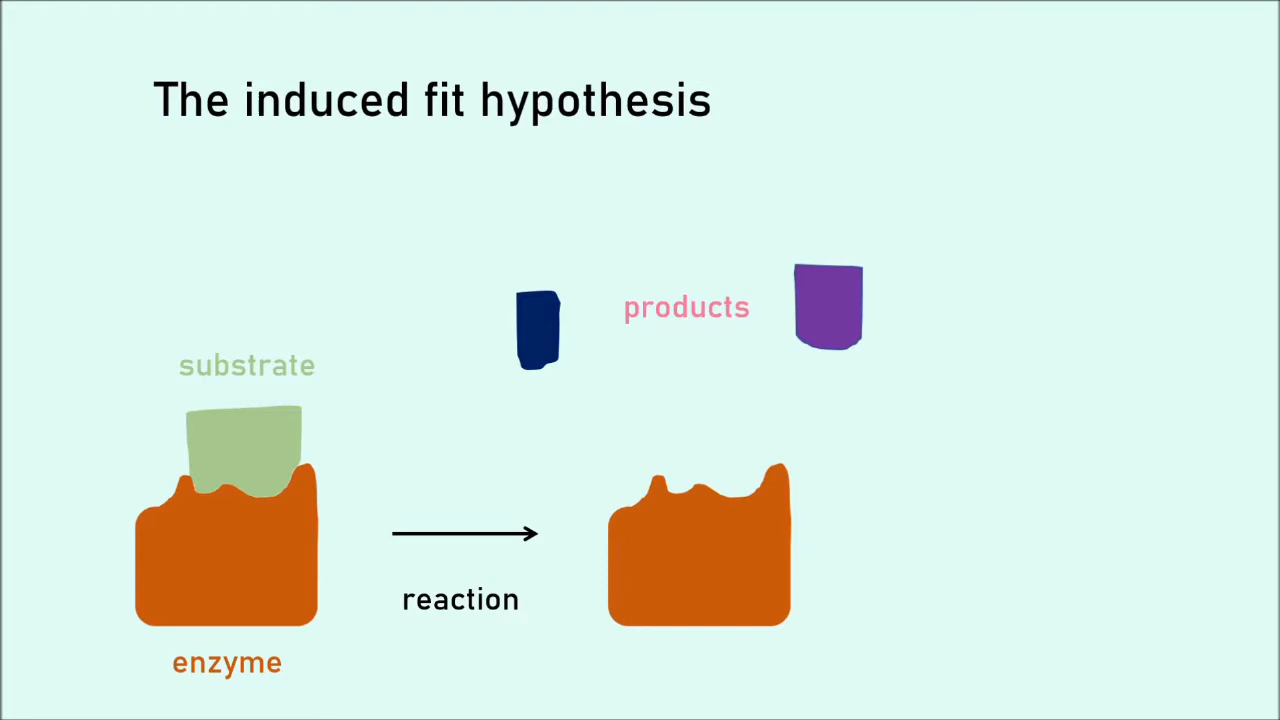 The induced fit hypothesis
products
substrate
reaction
enzyme